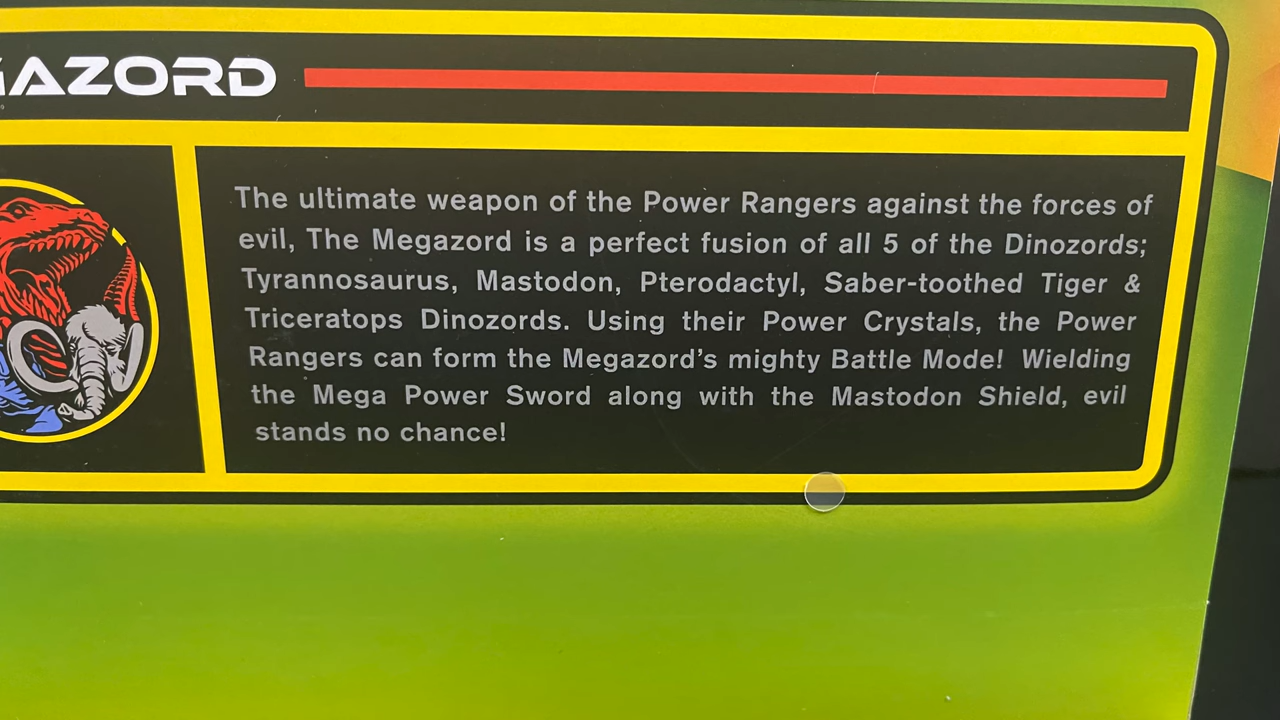 GAZORD
The ultimate weapon of the Power Rangers against the forces of
evil, The Megazord is a perfect fusion of all 5 of the Dinozords;
Tyrannosaurus, Mastodon, Pterodactyl, Saber-toothed Tiger &
Triceratops Dinozords. Using their Power Crystals, the Power
Rangers can form the Megazord's mighty Battle Mode! Wielding
the Mega Power Sword along with the Mastodon Shield, evil
stands no chance!